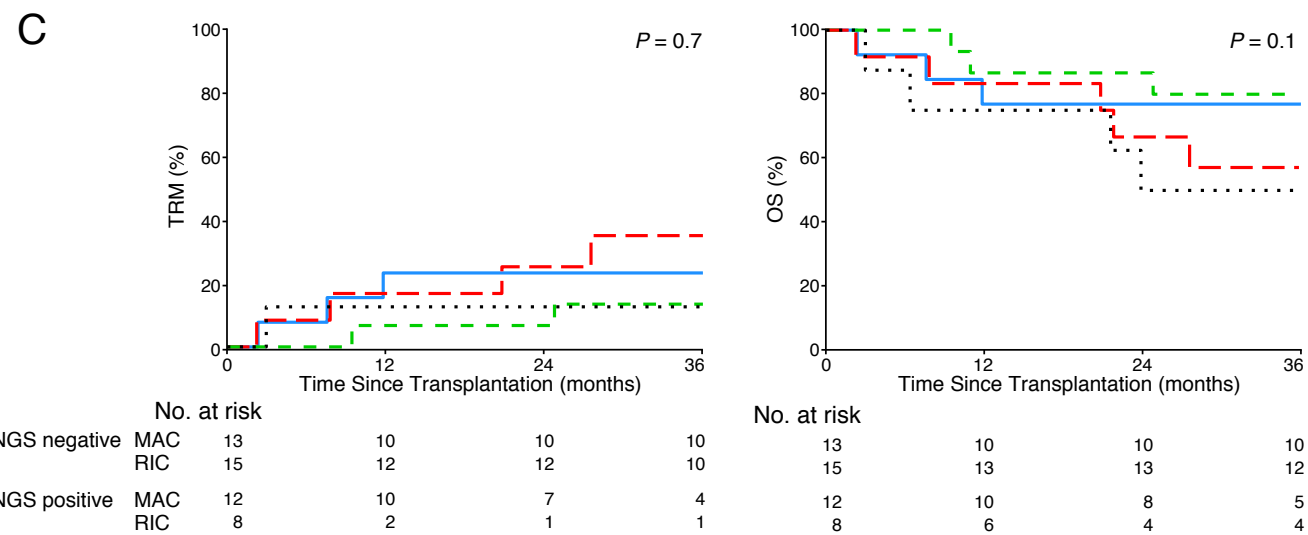 C
100
80
60
40
20
0
TRM (%)
P = 0.7
0 12 24 36
Time Since Transplantation (months)
No. at risk
NGS negative MAC 13 10 10 10
RIC 15 12 12 10
NGS positive MAC 12 10 7 4
RIC 8 2 1 1
100
80
60
40
20
0
OS (%)
P = 0.1
0 12 24 36
Time Since Transplantation (months)
No. at risk
13 10 10 10
15 13 13 12
12 10 8 5
8 6 4 4